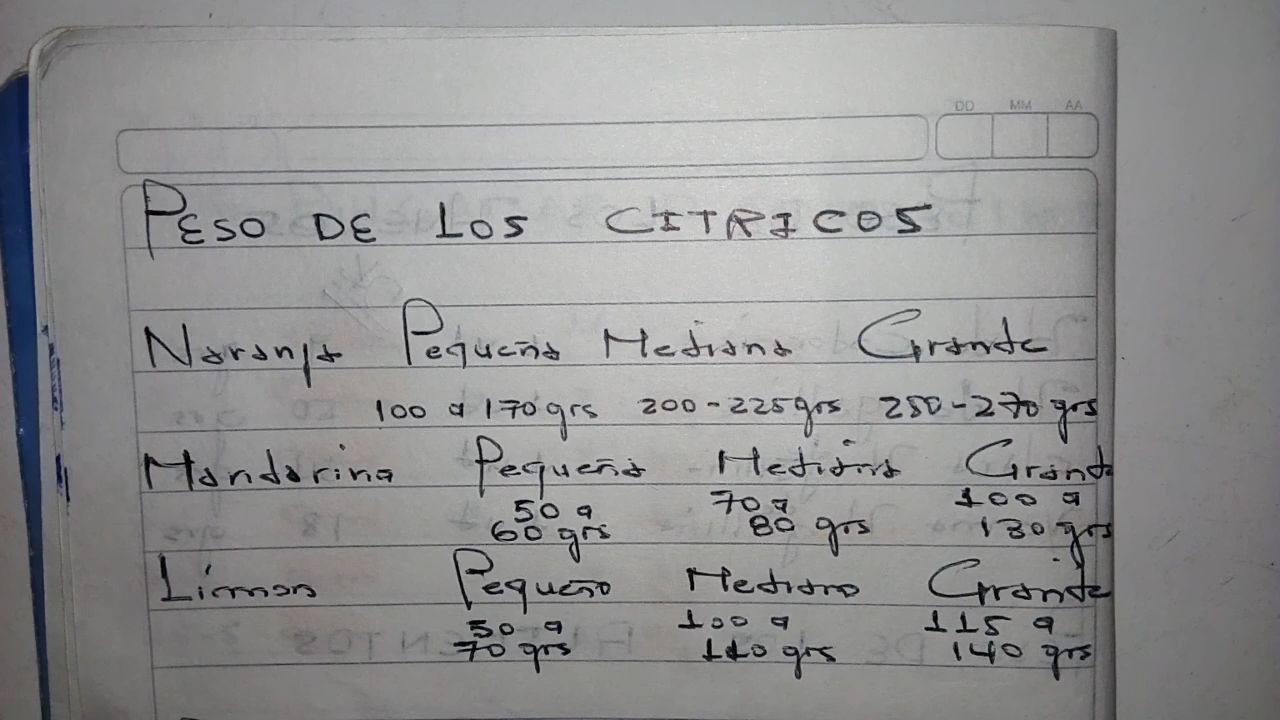 DD MM AA
PESO DE LOS CITRICOS
Naranja Pequeña Mediana Grande
100 a 170 grs 200-225 grs 250-270 grs
Mandarina Pequeña Mediana Grande
50 a 70 a 100 a
60 grs 80 grs 130 grs
Limon Pequeño Mediano Grande
50 a 100 a 115 a
70 grs 110 grs 140 grs